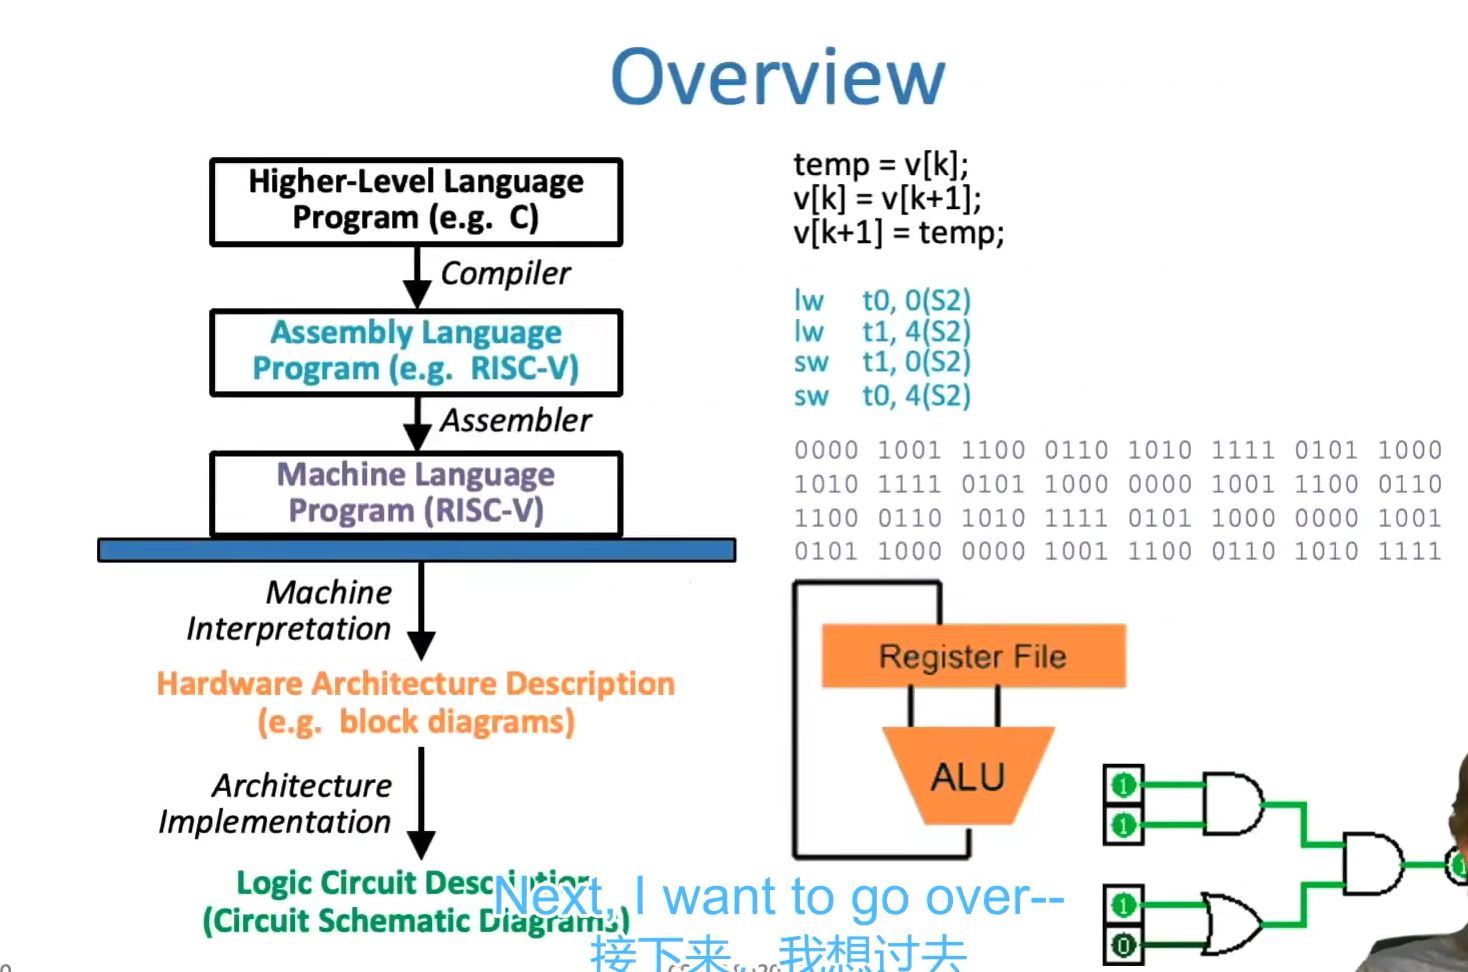 Overview
Higher-Level Language
Program (e.g. C)
Compiler
Assembly Language
Program (e.g. RISC-V)
Assembler
Machine Language
Program (RISC-V)
Machine
Interpretation
Hardware Architecture Description
(e.g. block diagrams)
Architecture
Implementation
Logic Circuit Description
(Circuit Schematic Diagrams)
temp = v[k];
v[k] = v[k+1];
v[k+1] = temp;
lw t0, 0(S2)
lw t1, 4(S2)
sw t1, 0(S2)
sw t0, 4(S2)
0000 1001 1100 0110 1010 1111 0101 1000
1010 1111 0101 1000 0000 1001 1100 0110
1100 0110 1010 1111 0101 1000 0000 1001
0101 1000 0000 1001 1100 0110 1010 1111
Register File
ALU
1
1
1
0
1
Next, I want to go over--
接下来，我想过去